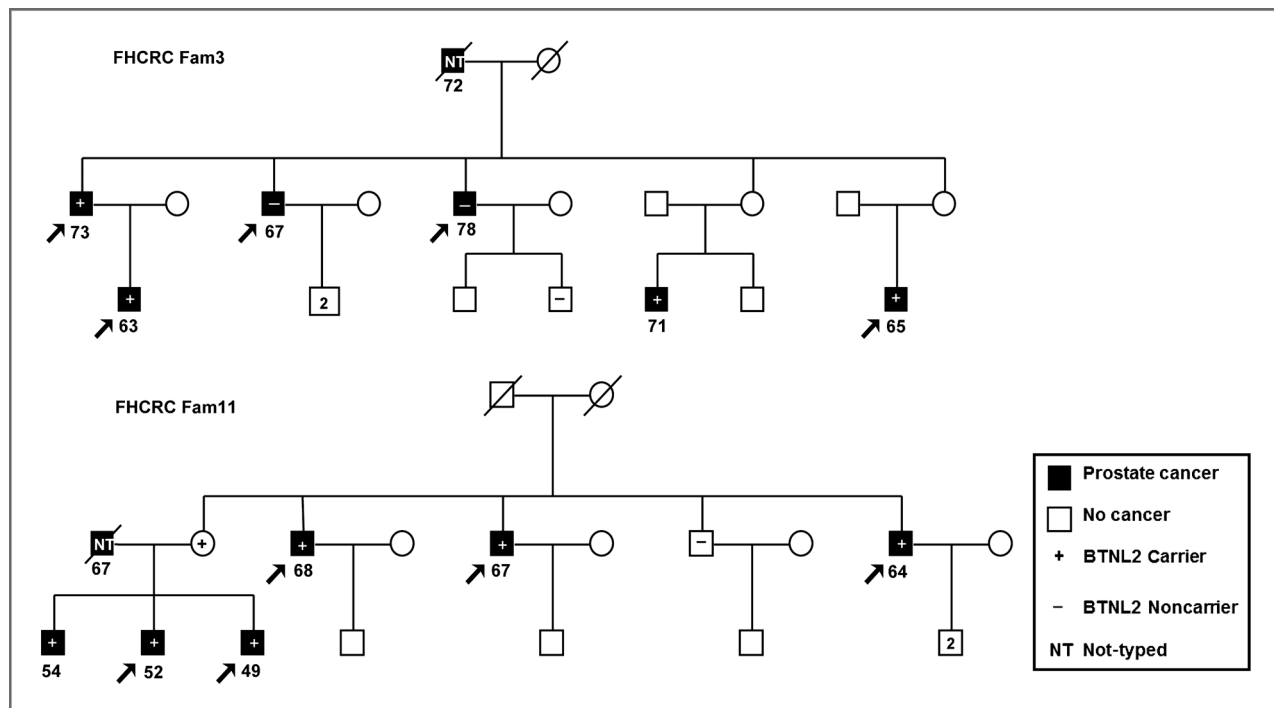 FHCRC Fam3
NT
72
+ − −
73 67 78
+ 2 − + +
63 71 65
FHCRC Fam11
Prostate cancer
No cancer
+ BTNL2 Carrier
− BTNL2 Noncarrier
NT Not-typed
NT + + + − +
67 68 67 64
+ + + 2
54 52 49